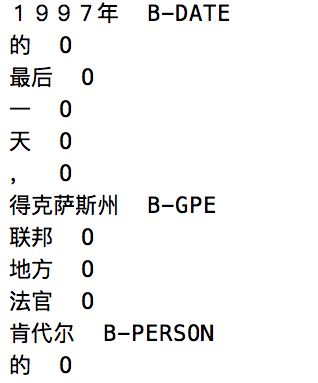 １９９７年 B-DATE
的 O
最后 O
一 O
天 O
， O
得克萨斯州 B-GPE
联邦 O
地方 O
法官 O
肯代尔 B-PERSON
的 O